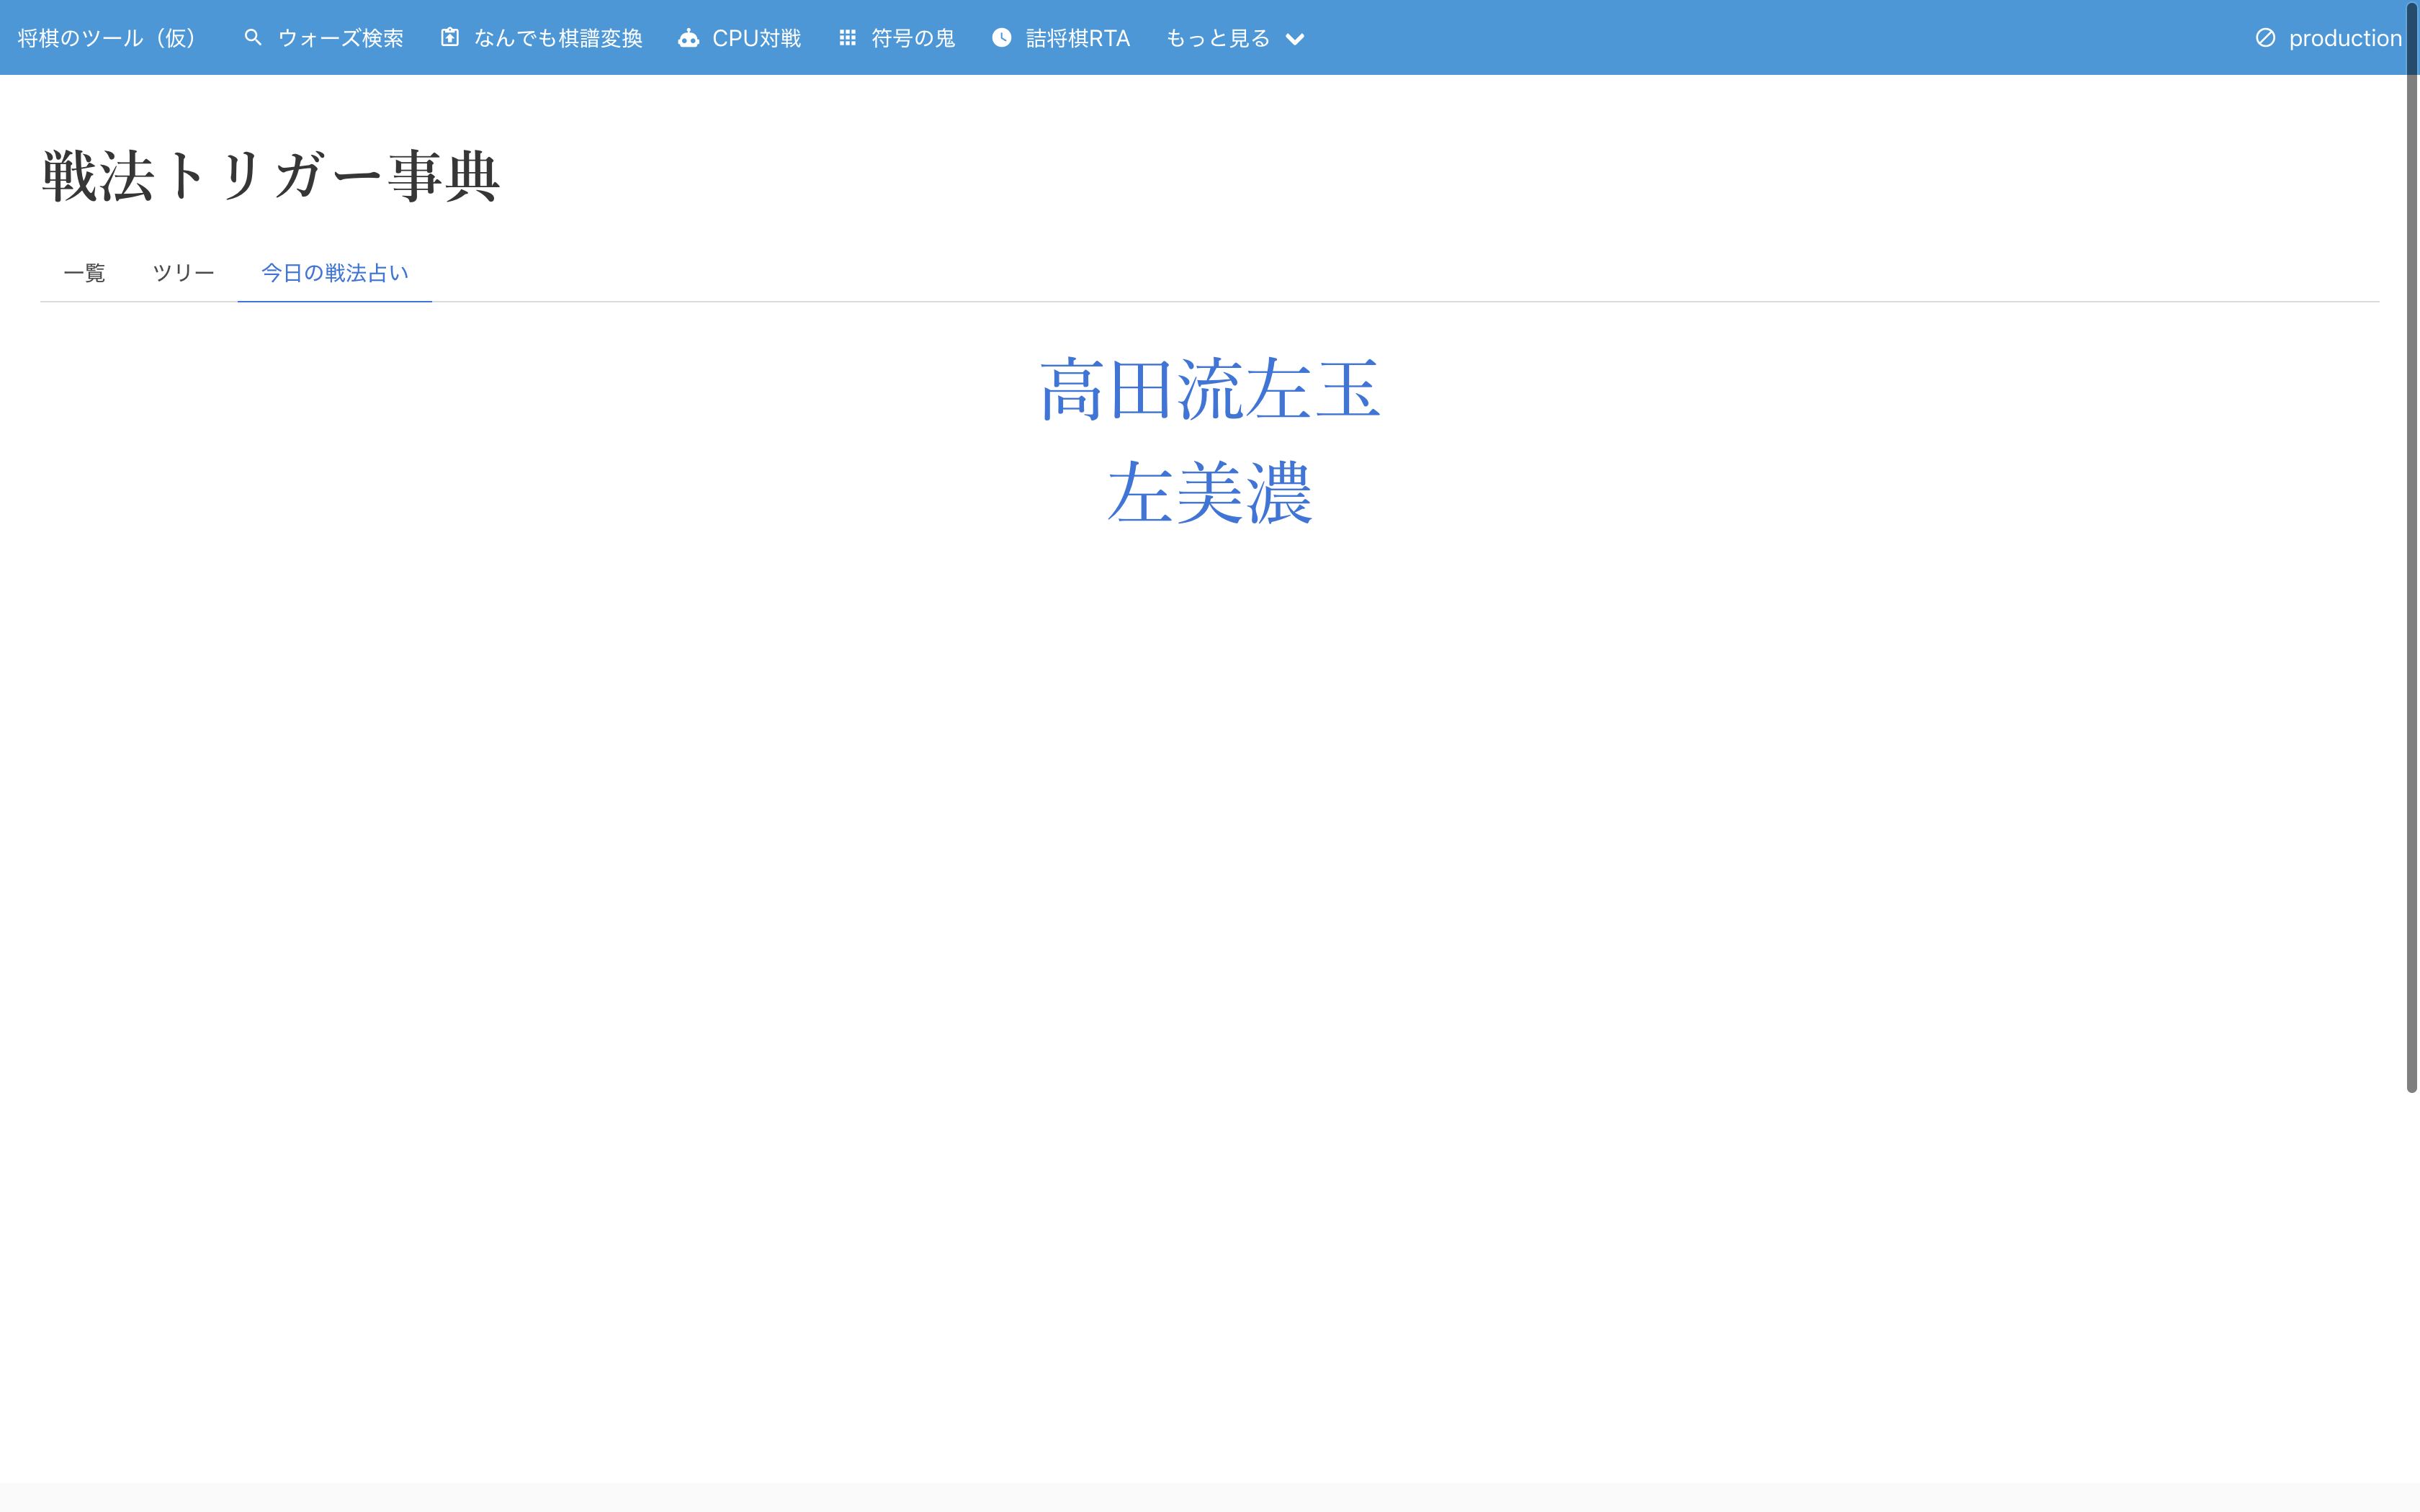 将棋のツール（仮） ウォーズ検索 なんでも棋譜変換 CPU対戦 符号の鬼 詰将棋RTA もっと見る production
戦法トリガー事典
一覧 ツリー 今日の戦法占い
高田流左玉
左美濃